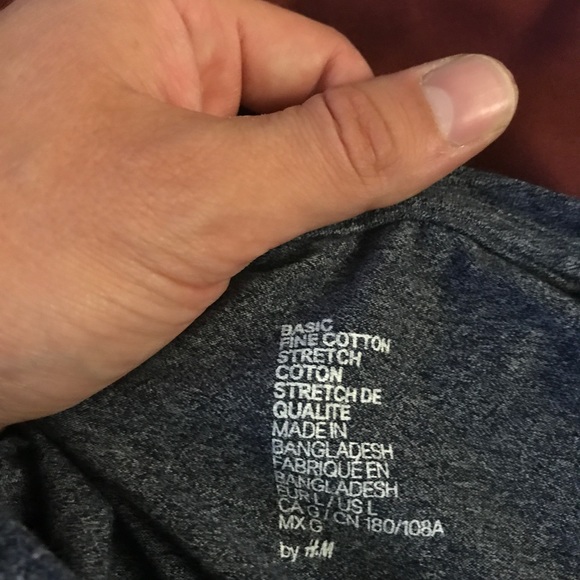 BASIC
FINE COTTON
STRETCH
COTON
STRETCH DE
QUALITE
MADE IN
BANGLADESH
FABRIQUÉ EN
BANGLADESH
EUR L / US L
CA G / CN 180/108A
MX G
by H&M